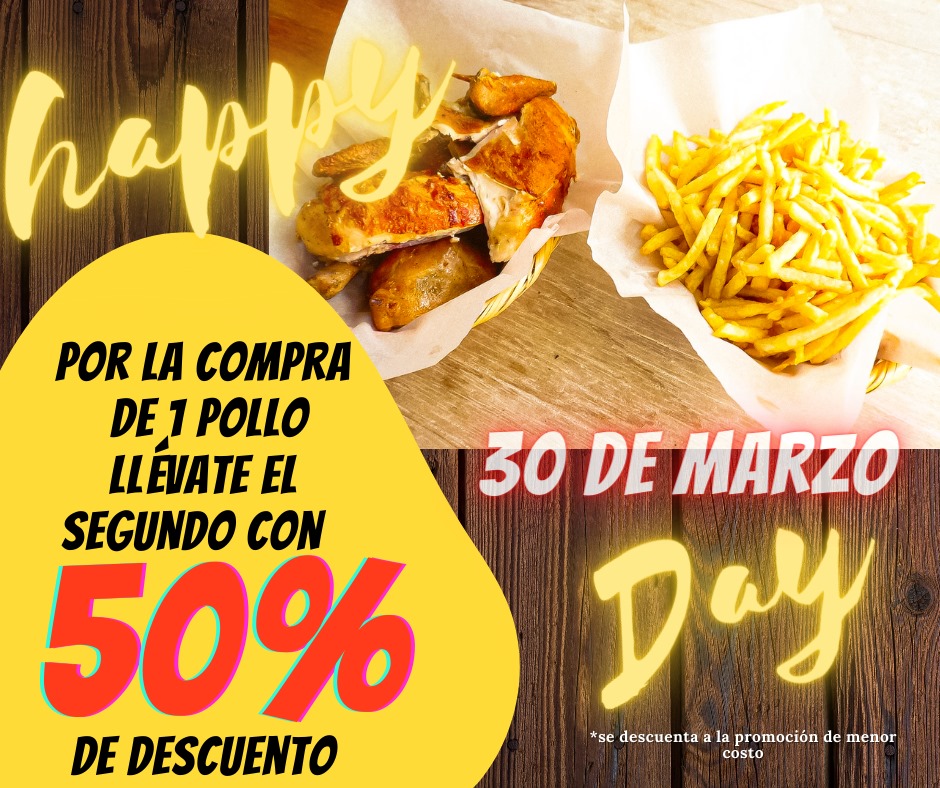 happy
POR LA COMPRA
DE 1 POLLO
LLÉVATE EL
SEGUNDO CON
50%
DE DESCUENTO
30 DE MARZO
Day
*se descuenta a la promoción de menor
costo